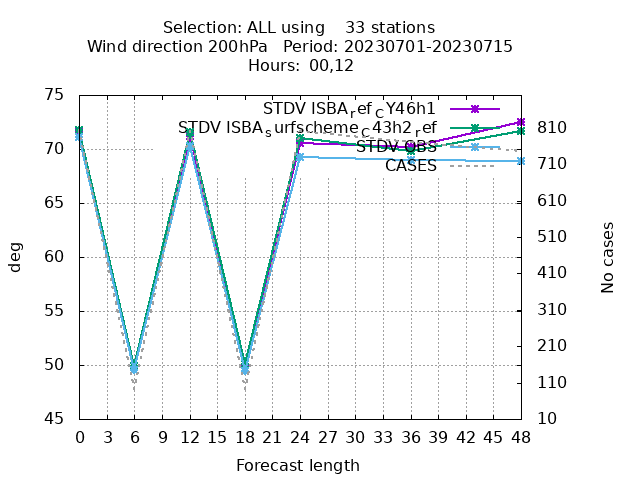 Selection: ALL using    33 stations
Wind direction 200hPa   Period: 20230701-20230715
Hours: 00,12
STDV ISBA_ref_CY46h1
STDV ISBA_surfscheme_C43h2_ref
STDV OBS
CASES
75
70
65
60
55
50
45
deg
810
710
610
510
410
310
210
110
10
No cases
0 3 6 9 12 15 18 21 24 27 30 33 36 39 42 45 48
Forecast length